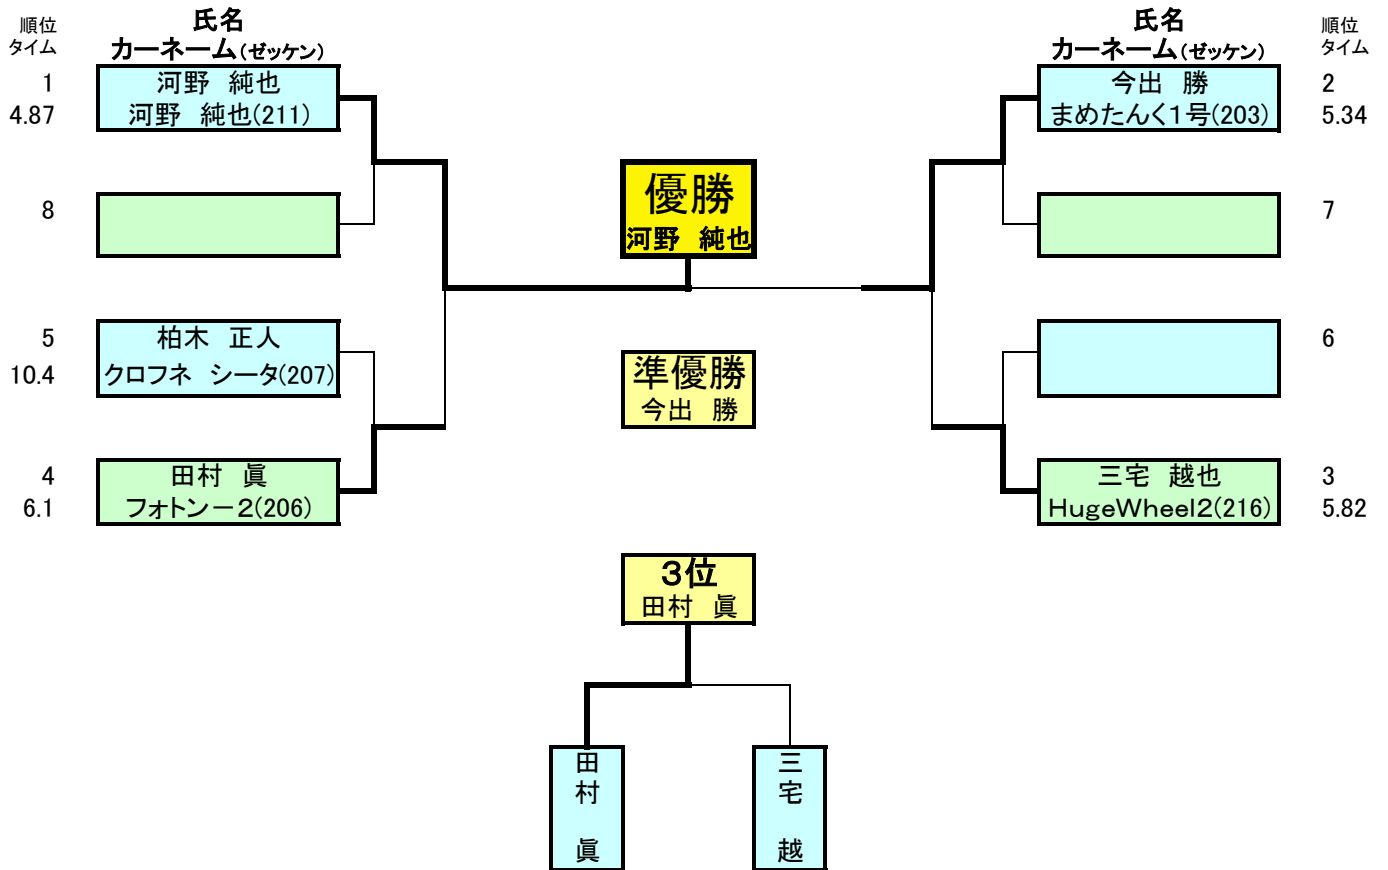 順位
タイム
氏名
カーネーム(ゼッケン)
1
4.87
河野 純也
河野 純也(211)
8
5
10.4
柏木 正人
クロフネ シータ(207)
4
6.1
田村 眞
フォトンー2(206)
優勝
河野 純也
準優勝
今出 勝
3位
田村 眞
田村 眞
三宅 越
氏名
カーネーム(ゼッケン)
順位
タイム
今出 勝
まめたんく1号(203)
2
5.34
7
6
三宅 越也
HugeWheel2(216)
3
5.82